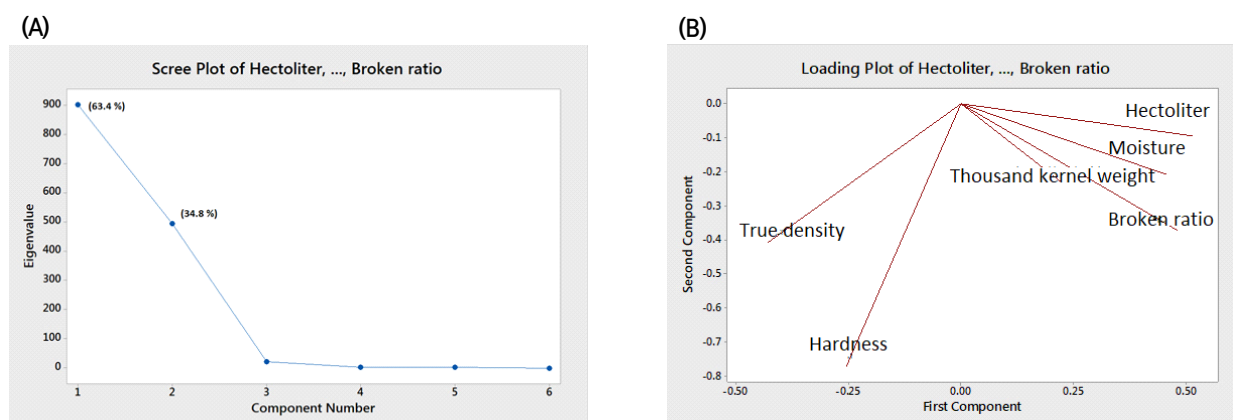 (A)
Scree Plot of Hectoliter, ..., Broken ratio
900
800
700
600
500
400
300
200
100
0
(63.4 %)
(34.8 %)
Eigenvalue
1 2 3 4 5 6
Component Number
(B)
Loading Plot of Hectoliter, ..., Broken ratio
0.0
-0.1
-0.2
-0.3
-0.4
-0.5
-0.6
-0.7
-0.8
Second Component
Hectoliter
Moisture
Thousand kernel weight
Broken ratio
True density
Hardness
-0.50 -0.25 0.00 0.25 0.50
First Component